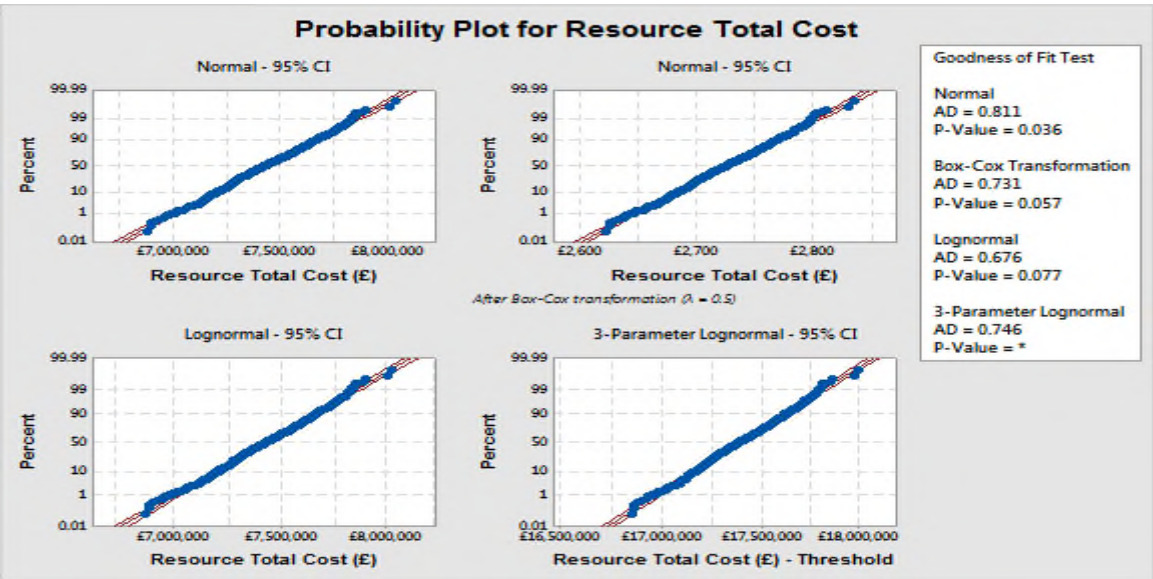 Probability Plot for Resource Total Cost
Normal - 95% CI
99.99
99
90
50
10
1
0.01
Percent
£7,000,000 £7,500,000 £8,000,000
Resource Total Cost (£)
Normal - 95% CI
99.99
99
90
50
10
1
0.01
Percent
£2,600 £2,700 £2,800
Resource Total Cost (£)
After Box-Cox transformation (λ = 0.5)
Lognormal - 95% CI
99.99
99
90
50
10
1
0.01
Percent
£7,000,000 £7,500,000 £8,000,000
Resource Total Cost (£)
3-Parameter Lognormal - 95% CI
99.99
99
90
50
10
1
0.01
Percent
£16,500,000 £17,000,000 £17,500,000 £18,000,000
Resource Total Cost (£) - Threshold
Goodness of Fit Test
Normal
AD = 0.811
P-Value = 0.036
Box-Cox Transformation
AD = 0.731
P-Value = 0.057
Lognormal
AD = 0.676
P-Value = 0.077
3-Parameter Lognormal
AD = 0.746
P-Value = *